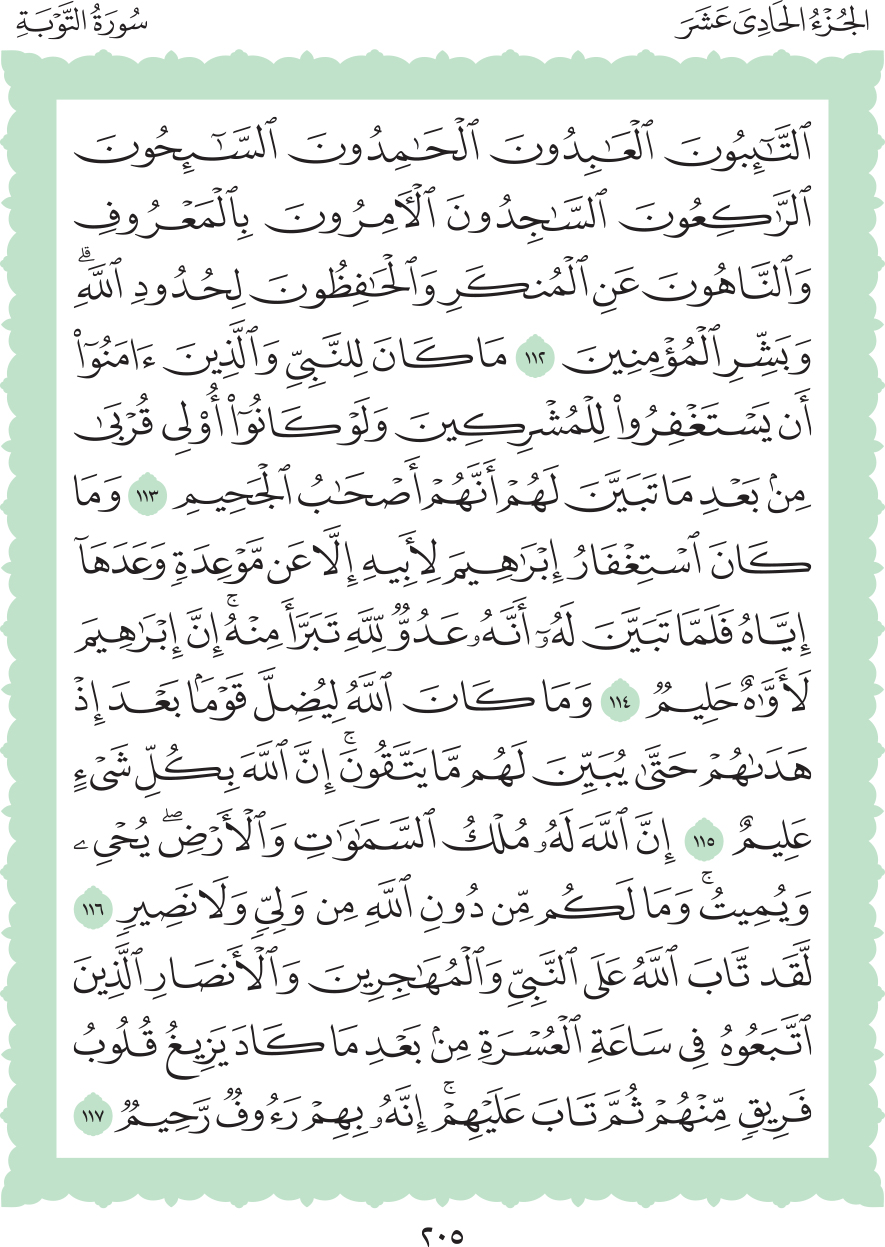 الجُزْءُ الحَادِيَ عَشَرَ
سُورَةُ التَّوْبَةِ
ٱلتَّٰٓئِبُونَ ٱلْعَٰبِدُونَ ٱلْحَٰمِدُونَ ٱلسَّٰٓئِحُونَ
ٱلرَّٰكِعُونَ ٱلسَّٰجِدُونَ ٱلْءَامِرُونَ بِٱلْمَعْرُوفِ
وَٱلنَّاهُونَ عَنِ ٱلْمُنكَرِ وَٱلْحَٰفِظُونَ لِحُدُودِ ٱللَّهِۗ
وَبَشِّرِ ٱلْمُؤْمِنِينَ ١١٢ مَا كَانَ لِلنَّبِيِّ وَٱلَّذِينَ ءَامَنُوٓا۟
أَن يَسْتَغْفِرُوا۟ لِلْمُشْرِكِينَ وَلَوْ كَانُوٓا۟ أُو۟لِى قُرْبَىٰ
مِنۢ بَعْدِ مَا تَبَيَّنَ لَهُمْ أَنَّهُمْ أَصْحَٰبُ ٱلْجَحِيمِ ١١٣ وَمَا
كَانَ ٱسْتِغْفَارُ إِبْرَٰهِيمَ لِأَبِيهِ إِلَّا عَن مَّوْعِدَةٍ وَعَدَهَآ
إِيَّاهُ فَلَمَّا تَبَيَّنَ لَهُۥٓ أَنَّهُۥ عَدُوٌّ لِّلَّهِ تَبَرَّأَ مِنْهُۚ إِنَّ إِبْرَٰهِيمَ
لَأَوَّٰهٌ حَلِيمٌ ١١٤ وَمَا كَانَ ٱللَّهُ لِيُضِلَّ قَوْمًۢا بَعْدَ إِذْ
هَدَىٰهُمْ حَتَّىٰ يُبَيِّنَ لَهُم مَّا يَتَّقُونَۚ إِنَّ ٱللَّهَ بِكُلِّ شَىْءٍ
عَلِيمٌ ١١٥ إِنَّ ٱللَّهَ لَهُۥ مُلْكُ ٱلسَّمَٰوَٰتِ وَٱلْأَرْضِۖ يُحْىِۦ
وَيُمِيتُۚ وَمَا لَكُم مِّن دُونِ ٱللَّهِ مِن وَلِىٍّ وَلَا نَصِيرٍ ١١٦
لَّقَد تَّابَ ٱللَّهُ عَلَى ٱلنَّبِىِّ وَٱلْمُهَٰجِرِينَ وَٱلْأَنصَارِ ٱلَّذِينَ
ٱتَّبَعُوهُ فِى سَاعَةِ ٱلْعُسْرَةِ مِنۢ بَعْدِ مَا كَادَ يَزِيغُ قُلُوبُ
فَرِيقٍ مِّنْهُمْ ثُمَّ تَابَ عَلَيْهِمْۚ إِنَّهُۥ بِهِمْ رَءُوفٌ رَّحِيمٌ ١١٧
٢٠٥